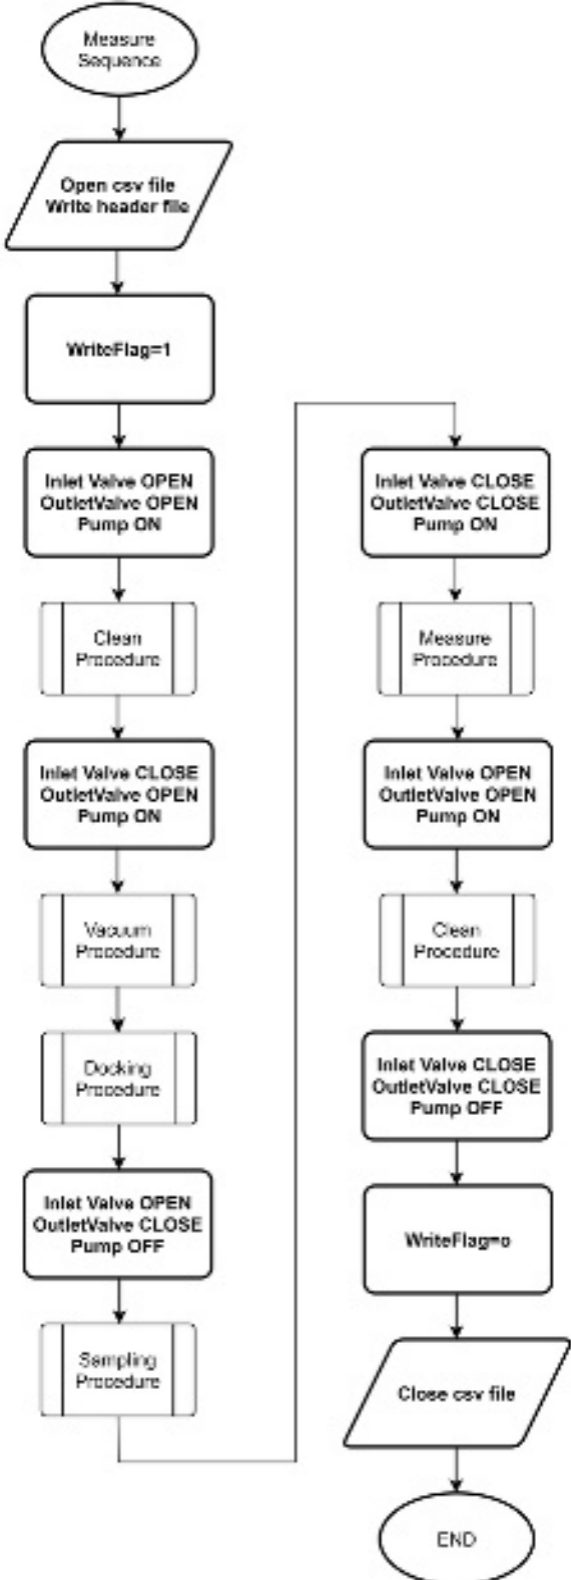 Measure
Sequence
Open csv file
Write header file
WriteFlag=1
Inlet Valve OPEN
OutletValve OPEN
Pump ON
Clean
Procedure
Inlet Valve CLOSE
OutletValve OPEN
Pump ON
Vacuum
Procedure
Docking
Procedure
Inlet Valve OPEN
OutletValve CLOSE
Pump OFF
Sampling
Procedure
Inlet Valve CLOSE
OutletValve CLOSE
Pump ON
Measure
Procedure
Inlet Valve OPEN
OutletValve OPEN
Pump ON
Clean
Procedure
Inlet Valve CLOSE
OutletValve CLOSE
Pump OFF
WriteFlag=o
Close csv file
END